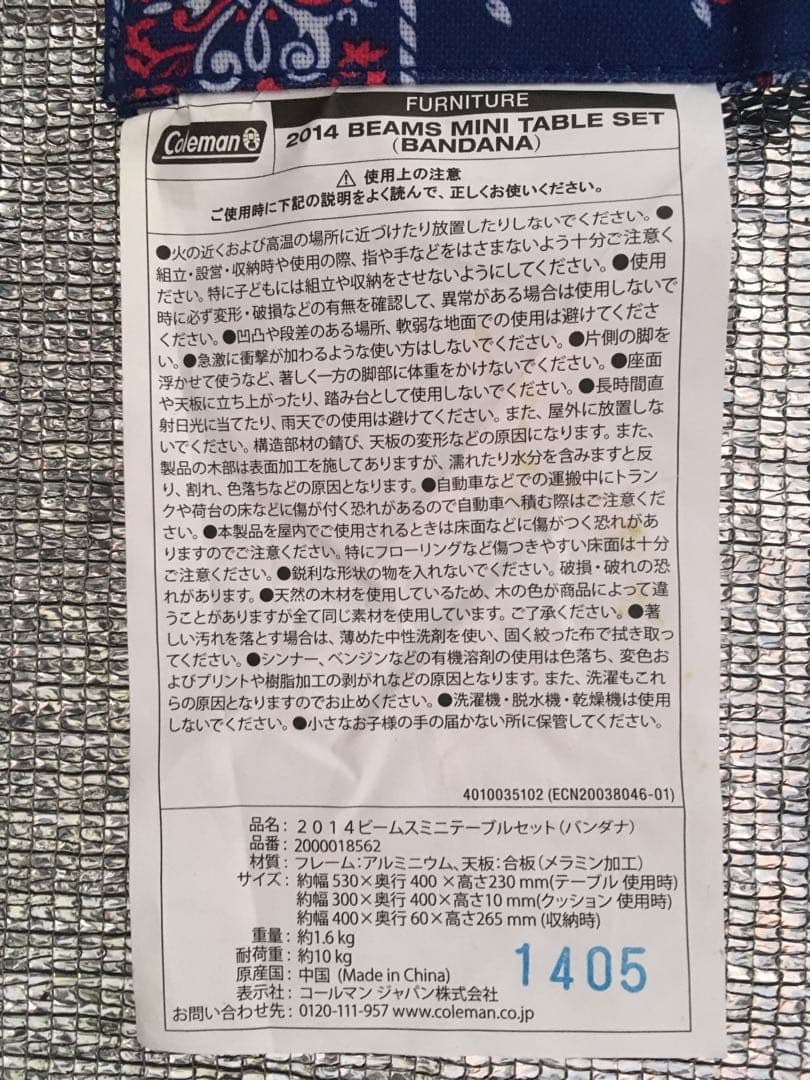 FURNITURE
Coleman
2014 BEAMS MINI TABLE SET
(BANDANA)
⚠ 使用上の注意
ご使用時に下記の説明をよく読んで、正しくお使いください。
●火の近くおよび高温の場所に近づけたり放置したりしないでください。●
組立・設営・収納時や使用の際、指や手などをはさまないよう十分ご注意く
ださい。特に子どもには組立や収納をさせないようにしてください。●使用
時に必ず変形・破損などの有無を確認して、異常がある場合は使用しないで
ください。●凹凸や段差のある場所、軟弱な地面での使用は避けてくださ
い。●急激に衝撃が加わるような使い方はしないでください。●片側の脚を
浮かせて使うなど、著しく一方の脚部に体重をかけないでください。●座面
や天板に立ち上がったり、踏み台として使用しないでください。●長時間直
射日光に当てたり、雨天での使用は避けてください。また、屋外に放置しな
いでください。構造部材の錆び、天板の変形などの原因になります。また、
製品の木部は表面加工を施してありますが、濡れたり水分を含みますと反
り、割れ、色落ちなどの原因となります。●自動車などでの運搬中にトラン
クや荷台の床などに傷が付く恐れがあるので自動車へ積む際はご注意くだ
さい。●本製品を屋内でご使用されるときは床面などに傷がつく恐れがあ
りますのでご注意ください。特にフローリングなど傷つきやすい床面は十分
ご注意ください。●鋭利な形状の物を入れないでください。破損・破れの恐
れがあります。●天然の木材を使用しているため、木の色が商品によって違
うことがありますが全て同じ素材を使用しています。ご了承ください。●著
しい汚れを落とす場合は、薄めた中性洗剤を使い、固く絞った布で拭き取っ
てください。●シンナー、ベンジンなどの有機溶剤の使用は色落ち、変色お
よびプリントや樹脂加工の剥がれなどの原因となります。また、洗濯もこれ
らの原因となりますのでお止めください。●洗濯機・脱水機・乾燥機は使用
しないでください。●小さなお子様の手の届かない所に保管してください。
4010035102 (ECN20038046-01)
品名：２０１４ビームスミニテーブルセット（バンダナ）
品番：2000018562
材質：フレーム：アルミニウム、天板：合板（メラミン加工）
サイズ：約幅 530×奥行 400 ×高さ230 mm(テーブル 使用時)
約幅 300×奥行 400×高さ10 mm(クッション 使用時)
約幅 400×奥行 60×高さ265 mm (収納時)
重量：約1.6 kg
耐荷重：約10 kg
原産国：中国 (Made in China)
表示社：コールマン ジャパン株式会社
お問い合わせ先：0120-111-957 www.coleman.co.jp
1405